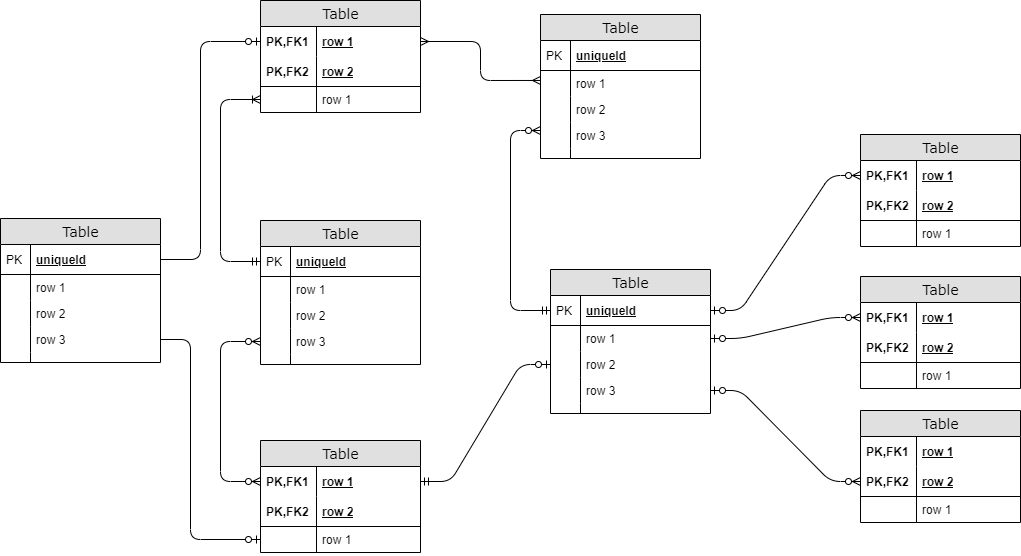 Table
PK,FK1 row 1
PK,FK2 row 2
row 1
Table
PK uniqueId
row 1
row 2
row 3
Table
PK,FK1 row 1
PK,FK2 row 2
row 1
Table
PK uniqueId
row 1
row 2
row 3
Table
PK uniqueId
row 1
row 2
row 3
Table
PK uniqueId
row 1
row 2
row 3
Table
PK,FK1 row 1
PK,FK2 row 2
row 1
Table
PK,FK1 row 1
PK,FK2 row 2
row 1
Table
PK,FK1 row 1
PK,FK2 row 2
row 1